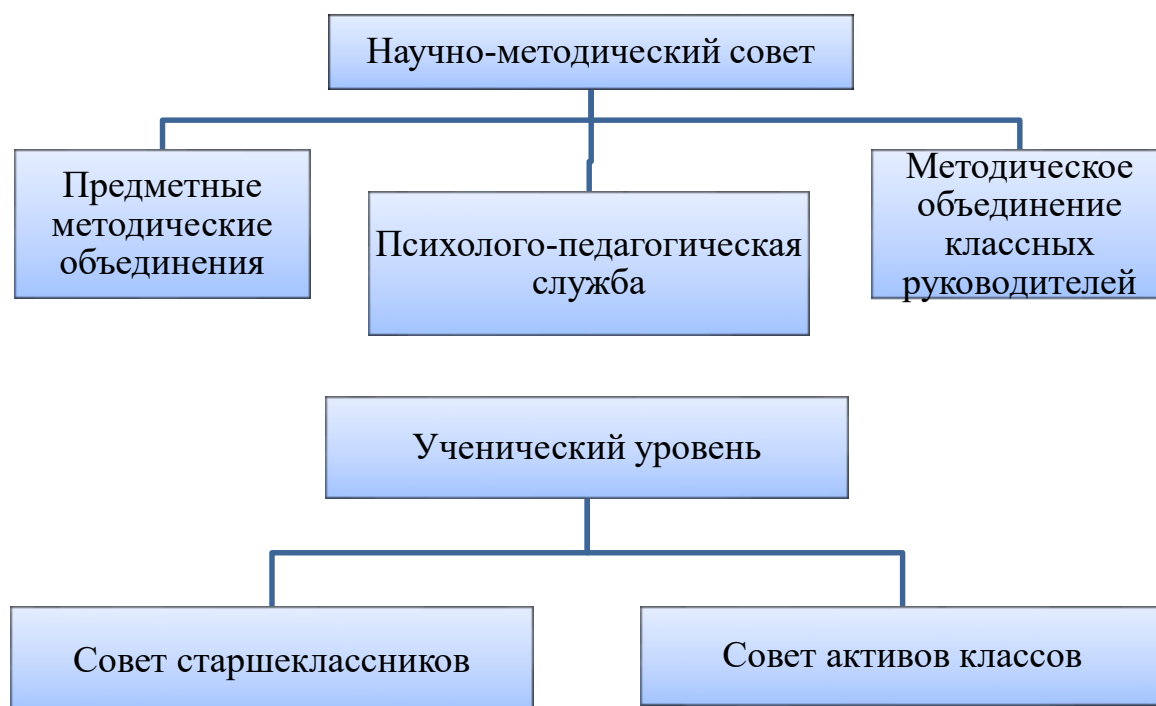 Научно-методический совет
Предметные
методические
объединения
Психолого-педагогическая
служба
Методическое
объединение
классных
руководителей
Ученический уровень
Совет старшеклассников
Совет активов классов